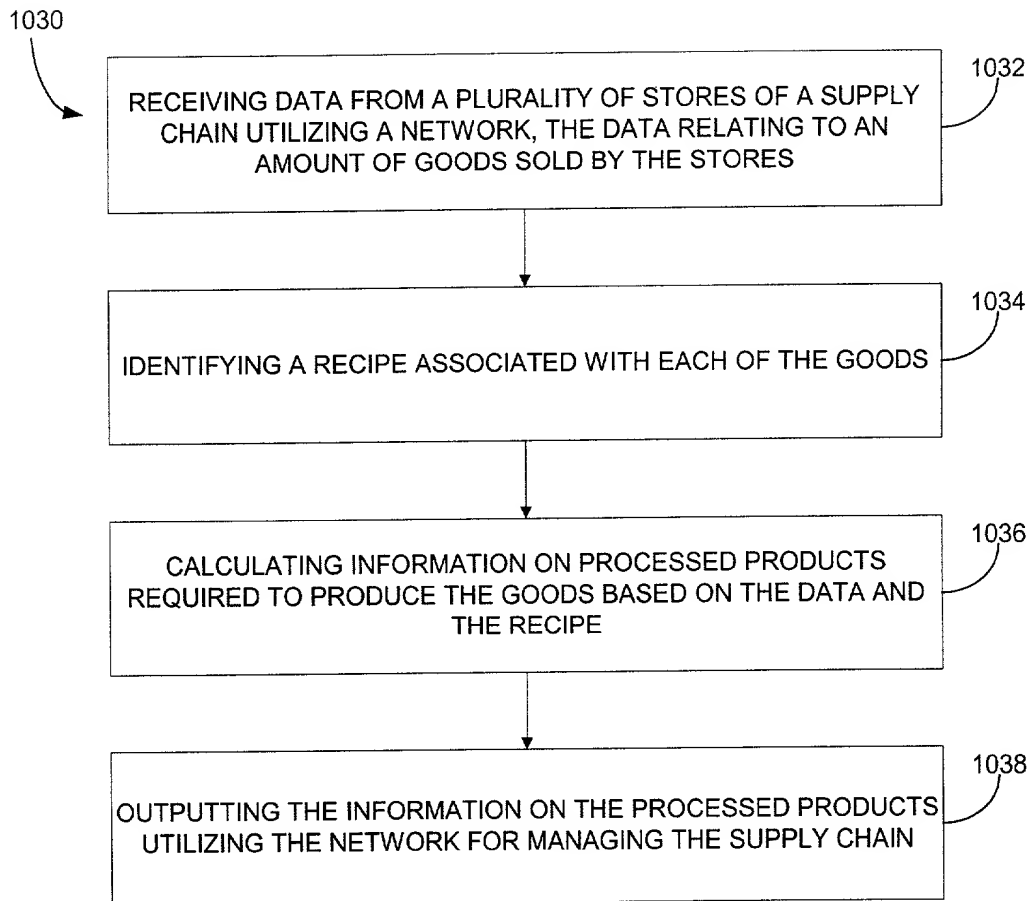 1030
1032
RECEIVING DATA FROM A PLURALITY OF STORES OF A SUPPLY
CHAIN UTILIZING A NETWORK, THE DATA RELATING TO AN
AMOUNT OF GOODS SOLD BY THE STORES
1034
IDENTIFYING A RECIPE ASSOCIATED WITH EACH OF THE GOODS
1036
CALCULATING INFORMATION ON PROCESSED PRODUCTS
REQUIRED TO PRODUCE THE GOODS BASED ON THE DATA AND
THE RECIPE
1038
OUTPUTTING THE INFORMATION ON THE PROCESSED PRODUCTS
UTILIZING THE NETWORK FOR MANAGING THE SUPPLY CHAIN